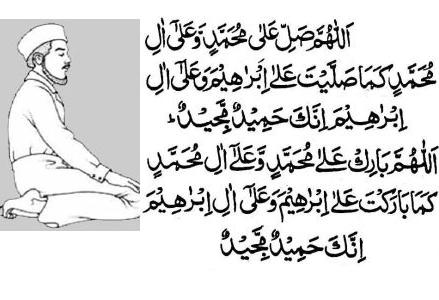 اَللّٰهُمَّ صَلِّ عَلٰى مُحَمَّدٍ وَّعَلٰٓى اٰلِ
مُحَمَّدٍ كَمَا صَلَّيْتَ عَلٰٓى اِبْرٰهِيْمَ وَعَلٰٓى اٰلِ
اِبْرٰهِيْمَ اِنَّكَ حَمِيْدٌ مَّجِيْدٌ ؕ
اَللّٰهُمَّ بَارِكْ عَلٰى مُحَمَّدٍ وَّعَلٰٓى اٰلِ مُحَمَّدٍ
كَمَا بَارَكْتَ عَلٰٓى اِبْرٰهِيْمَ وَعَلٰٓى اٰلِ اِبْرٰهِيْمَ
اِنَّكَ حَمِيْدٌ مَّجِيْدٌ